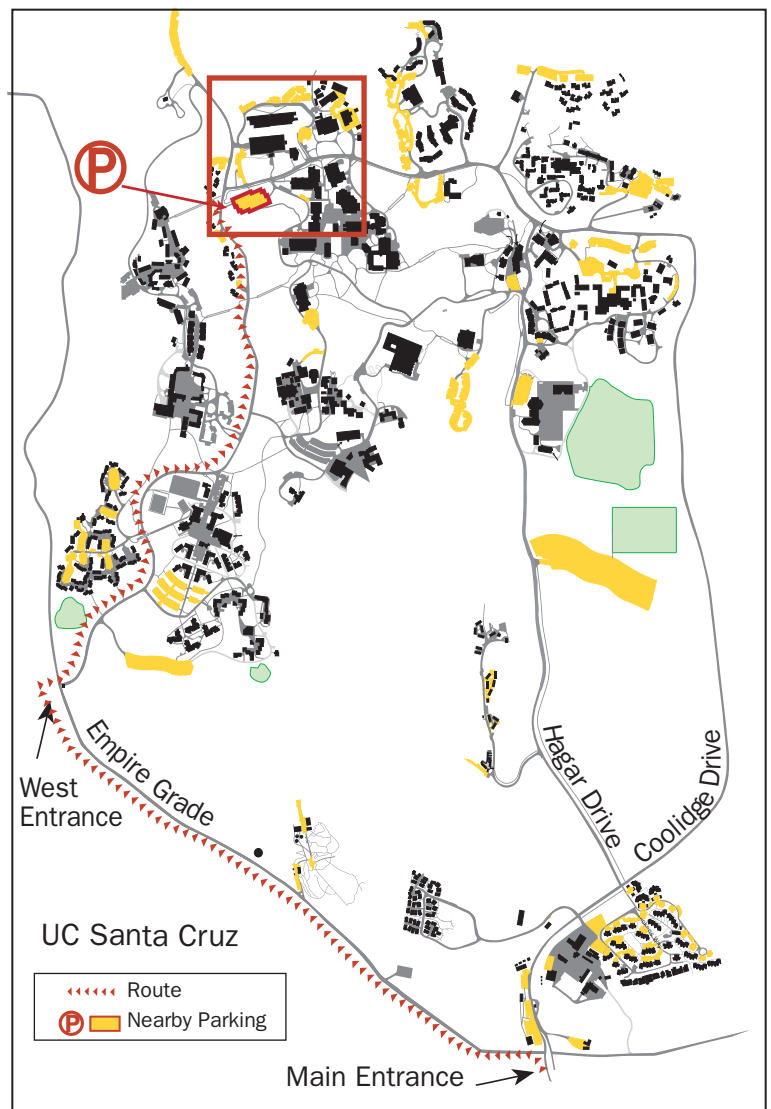 P
West
Entrance
Empire Grade
Hagar Drive
Coolidge Drive
UC Santa Cruz
Route
P Nearby Parking
Main Entrance